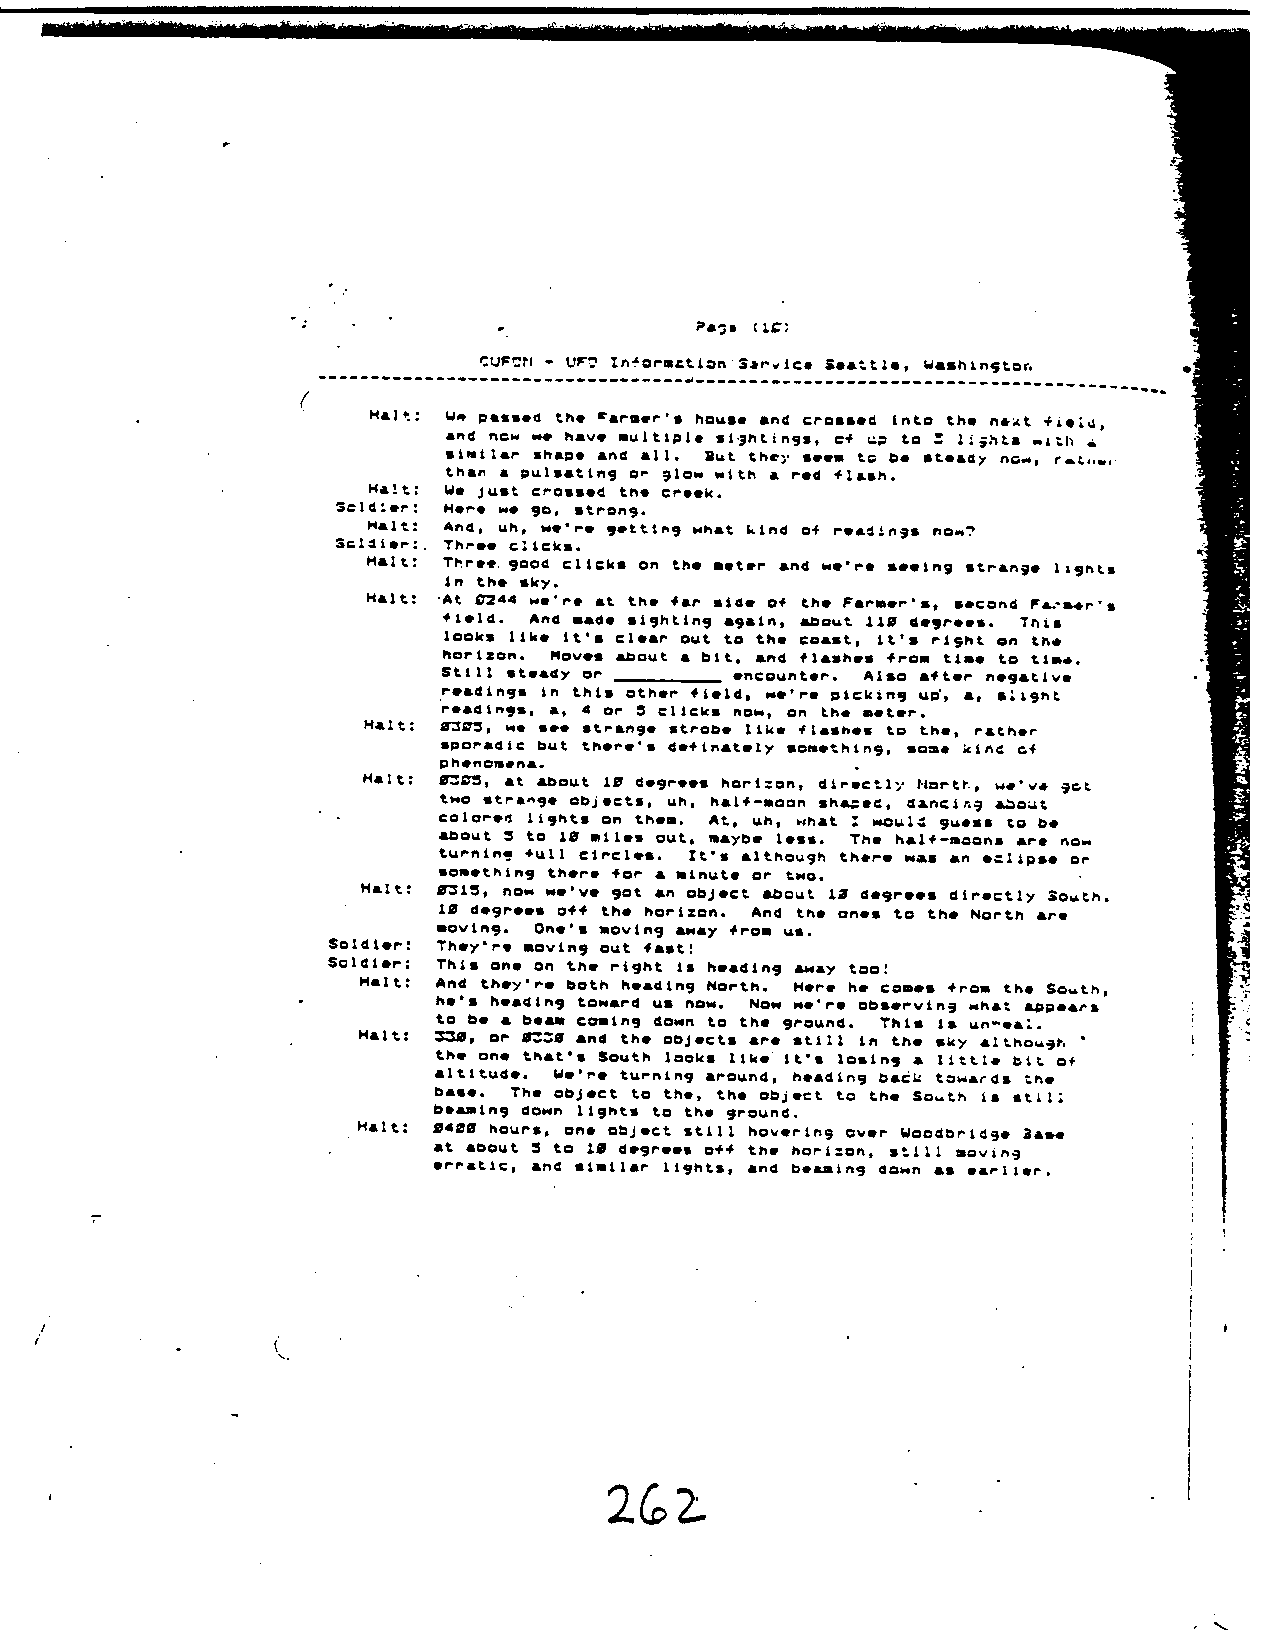 Page (10)
CUFON - UFO Information Service Seattle, Washington
Halt: We passed the Farmer's house and crossed into the next field,
and now we have multiple sightings, of up to lights with a
similar shape and all. But they seem to be steady now, rather
than a pulsating or glow with a red flash.
Halt: We just crossed the creek.
Soldier: Here we go, strong.
Halt: And, uh, we're getting what kind of readings now?
Soldier: Three clicks.
Halt: Three good clicks on the meter and we're seeing strange lights
in the sky.
Halt: At 0244 we're at the far side of the Farmer's, second Farmer's
field. And made sighting again, about 110 degrees. This
looks like it's clear out to the coast, it's right on the
horizon. Moves about a bit, and flashes from time to time.
Still steady or _________ encounter. Also after negative
readings in this other field, we're picking up, a, slight
readings, a, 4 or 5 clicks now, on the meter.
Halt: 0305, we see strange strobe like flashes to the, rather
sporadic but there's definately something, some kind of
phenomena.
Halt: 0305, at about 10 degrees horizon, directly North, we've got
two strange objects, uh, half-moon shaped, dancing about
colored lights on them. At, uh, what I would guess to be
about 5 to 10 miles out, maybe less. The half-moons are now
turning full circles. It's although there was an eclipse or
something there for a minute or two.
Halt: 0315, now we've got an object about 10 degrees directly South,
10 degrees off the horizon. And the ones to the North are
moving. One's moving away from us.
Soldier: They're moving out fast!
Soldier: This one on the right is heading away too!
Halt: And they're both heading North. Here he comes from the South,
he's heading toward us now. Now we're observing what appears
to be a beam coming down to the ground. This is unreal.
Halt: 330, or 0330 and the objects are still in the sky although
the one that's South looks like it's losing a little bit of
altitude. We're turning around, heading back towards the
base. The object to the, the object to the South is still
beaming down lights to the ground.
Halt: 0400 hours, one object still hovering over Woodbridge Base
at about 5 to 10 degrees off the horizon, still moving
erratic, and similar lights, and beaming down as earlier.
262